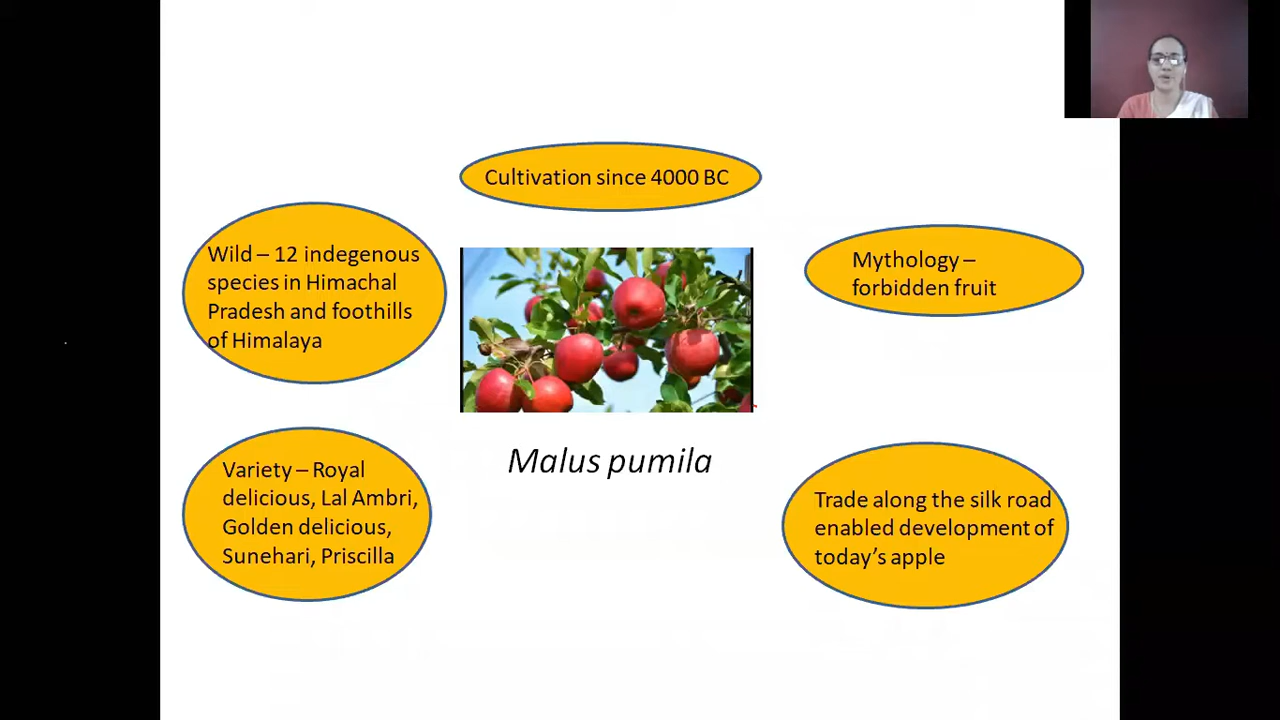 Cultivation since 4000 BC
Wild – 12 indegenous
species in Himachal
Pradesh and foothills
of Himalaya
Mythology –
forbidden fruit
Malus pumila
Variety – Royal
delicious, Lal Ambri,
Golden delicious,
Sunehari, Priscilla
Trade along the silk road
enabled development of
today's apple